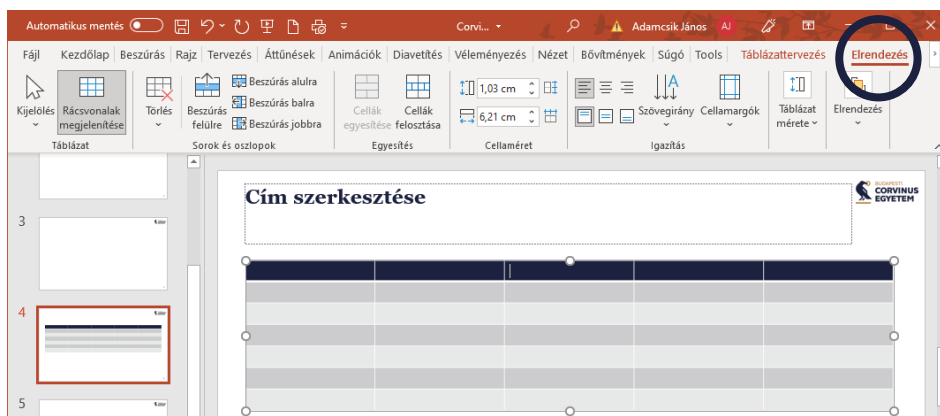 Automatikus mentés Corvi... Adamcsik János AJ
Fájl Kezdőlap Beszúrás Rajz Tervezés Áttűnések Animációk Diavetítés Véleményezés Nézet Bővítmények Súgó Tools Táblázattervezés Elrendezés
Kijelölés
Rácsvonalak megjelenítése
Táblázat
Törlés
Beszúrás felülre
Beszúrás alulra
Beszúrás balra
Beszúrás jobbra
Sorok és oszlopok
Cellák egyesítése
Cellák felosztása
Egyesítés
1,03 cm
6,21 cm
Cellaméret
Szövegirány
Cellamargók
Igazítás
Táblázat mérete
Elrendezés
3
4
5
Cím szerkesztése
BUDAPESTI
CORVINUS
EGYETEM